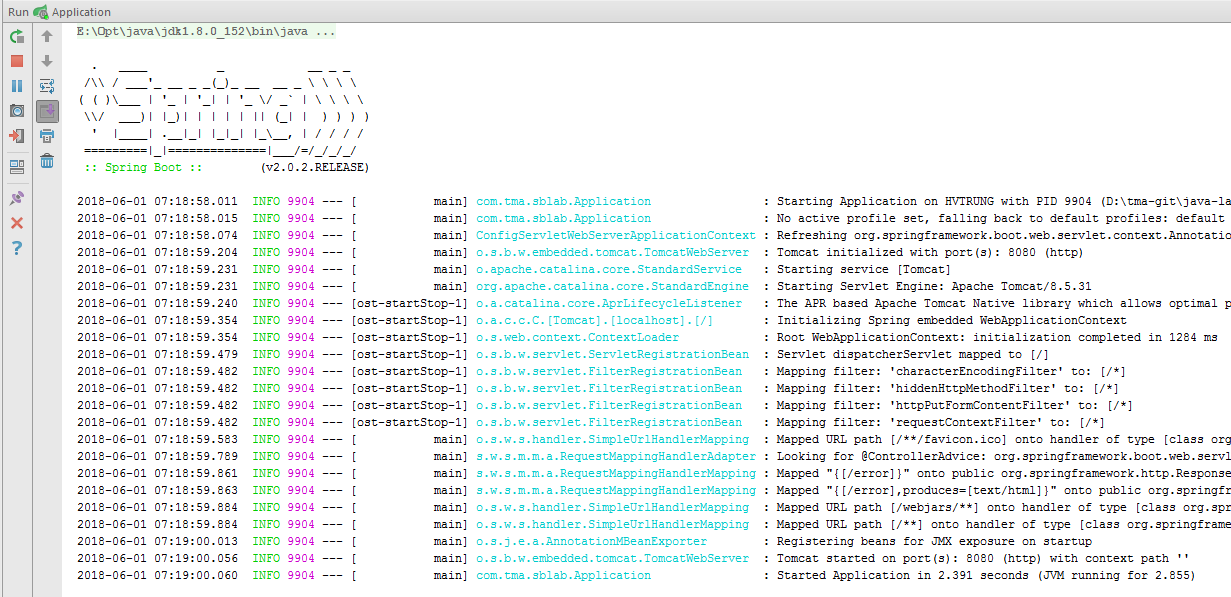 Run Application
E:\Opt\java\jdk1.8.0_152\bin\java ...
  .   ____          _            __ _ _
 /\\ / ___'_ __ _ _(_)_ __  __ _ \ \ \ \
( ( )\___ | '_ | '_| | '_ \/ _` | \ \ \ \
 \\/  ___)| |_)| | | | | || (_| |  ) ) ) )
  '  |____| .__|_| |_|_| |_\__, | / / / /
 =========|_|==============|___/=/_/_/_/
 :: Spring Boot ::        (v2.0.2.RELEASE)
2018-06-01 07:18:58.011  INFO 9904 --- [           main] com.tma.sblab.Application                : Starting Application on HVTRUNG with PID 9904 (D:\tma-git\java-la
2018-06-01 07:18:58.015  INFO 9904 --- [           main] com.tma.sblab.Application                : No active profile set, falling back to default profiles: default
2018-06-01 07:18:58.074  INFO 9904 --- [           main] ConfigServletWebServerApplicationContext : Refreshing org.springframework.boot.web.servlet.context.Annotatio
2018-06-01 07:18:59.204  INFO 9904 --- [           main] o.s.b.w.embedded.tomcat.TomcatWebServer  : Tomcat initialized with port(s): 8080 (http)
2018-06-01 07:18:59.231  INFO 9904 --- [           main] o.apache.catalina.core.StandardService   : Starting service [Tomcat]
2018-06-01 07:18:59.231  INFO 9904 --- [           main] org.apache.catalina.core.StandardEngine  : Starting Servlet Engine: Apache Tomcat/8.5.31
2018-06-01 07:18:59.240  INFO 9904 --- [ost-startStop-1] o.a.catalina.core.AprLifecycleListener   : The APR based Apache Tomcat Native library which allows optimal p
2018-06-01 07:18:59.354  INFO 9904 --- [ost-startStop-1] o.a.c.c.C.[Tomcat].[localhost].[/]       : Initializing Spring embedded WebApplicationContext
2018-06-01 07:18:59.354  INFO 9904 --- [ost-startStop-1] o.s.web.context.ContextLoader            : Root WebApplicationContext: initialization completed in 1284 ms
2018-06-01 07:18:59.479  INFO 9904 --- [ost-startStop-1] o.s.b.w.servlet.ServletRegistrationBean  : Servlet dispatcherServlet mapped to [/]
2018-06-01 07:18:59.482  INFO 9904 --- [ost-startStop-1] o.s.b.w.servlet.FilterRegistrationBean   : Mapping filter: 'characterEncodingFilter' to: [/*]
2018-06-01 07:18:59.482  INFO 9904 --- [ost-startStop-1] o.s.b.w.servlet.FilterRegistrationBean   : Mapping filter: 'hiddenHttpMethodFilter' to: [/*]
2018-06-01 07:18:59.482  INFO 9904 --- [ost-startStop-1] o.s.b.w.servlet.FilterRegistrationBean   : Mapping filter: 'httpPutFormContentFilter' to: [/*]
2018-06-01 07:18:59.482  INFO 9904 --- [ost-startStop-1] o.s.b.w.servlet.FilterRegistrationBean   : Mapping filter: 'requestContextFilter' to: [/*]
2018-06-01 07:18:59.583  INFO 9904 --- [           main] o.s.w.s.handler.SimpleUrlHandlerMapping  : Mapped URL path [/**/favicon.ico] onto handler of type [class org
2018-06-01 07:18:59.789  INFO 9904 --- [           main] s.w.s.m.m.a.RequestMappingHandlerAdapter : Looking for @ControllerAdvice: org.springframework.boot.web.servl
2018-06-01 07:18:59.861  INFO 9904 --- [           main] s.w.s.m.m.a.RequestMappingHandlerMapping : Mapped "{[/error]}" onto public org.springframework.http.Response
2018-06-01 07:18:59.863  INFO 9904 --- [           main] s.w.s.m.m.a.RequestMappingHandlerMapping : Mapped "{[/error],produces=[text/html]}" onto public org.springfr
2018-06-01 07:18:59.884  INFO 9904 --- [           main] o.s.w.s.handler.SimpleUrlHandlerMapping  : Mapped URL path [/webjars/**] onto handler of type [class org.spr
2018-06-01 07:18:59.884  INFO 9904 --- [           main] o.s.w.s.handler.SimpleUrlHandlerMapping  : Mapped URL path [/**] onto handler of type [class org.springframe
2018-06-01 07:19:00.013  INFO 9904 --- [           main] o.s.j.e.a.AnnotationMBeanExporter        : Registering beans for JMX exposure on startup
2018-06-01 07:19:00.056  INFO 9904 --- [           main] o.s.b.w.embedded.tomcat.TomcatWebServer  : Tomcat started on port(s): 8080 (http) with context path ''
2018-06-01 07:19:00.060  INFO 9904 --- [           main] com.tma.sblab.Application                : Started Application in 2.391 seconds (JVM running for 2.855)